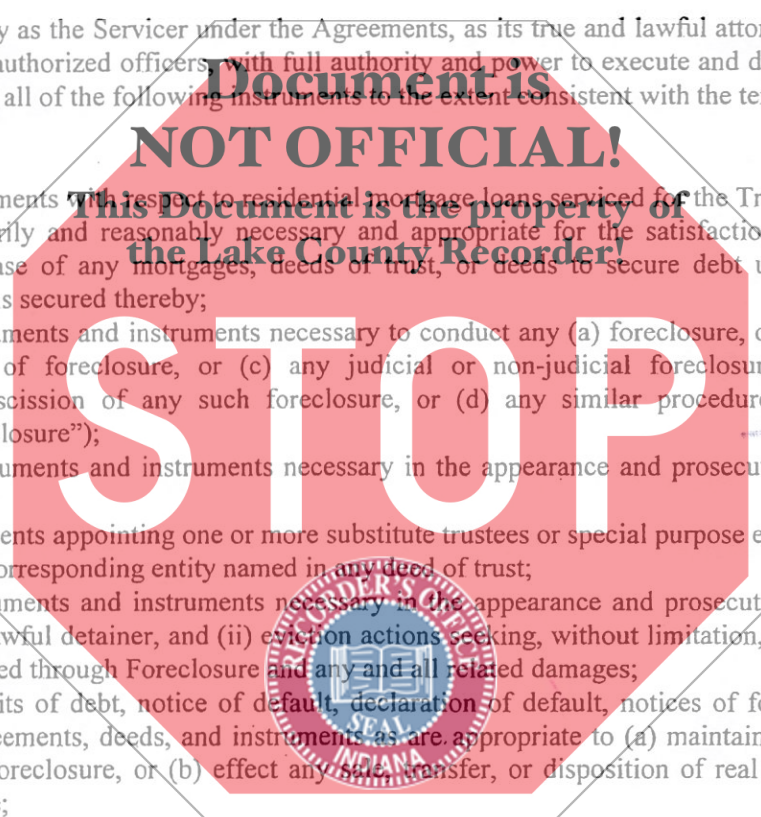 y as the Servicer under the Agreements, as its true and lawful attor
authorized officers, with full authority and power to execute and d
all of the following instruments to the extent consistent with the te
Document is
NOT OFFICIAL!
This Document is the property of
the Lake County Recorder!
ments with respect to residential mortgage loans serviced for the Tr
rily and reasonably necessary and appropriate for the satisfactio
ase of any mortgages, deeds of trust, or deeds to secure debt u
s secured thereby;
STOP
ments and instruments necessary to conduct any (a) foreclosure, o
of foreclosure, or (c) any judicial or non-judicial foreclosur
scission of any such foreclosure, or (d) any similar procedure
losure");
uments and instruments necessary in the appearance and prosecut
ents appointing one or more substitute trustees or special purpose e
orresponding entity named in any deed of trust;
uments and instruments necessary in the appearance and prosecut
awful detainer, and (ii) eviction actions seeking, without limitation,
ed through Foreclosure and any and all related damages;
its of debt, notice of default, declaration of default, notices of fo
eements, deeds, and instruments as are appropriate to (a) maintain
oreclosure, or (b) effect any sale, transfer, or disposition of real
;
RECORDER'S OFFICE
SEAL
INDIANA